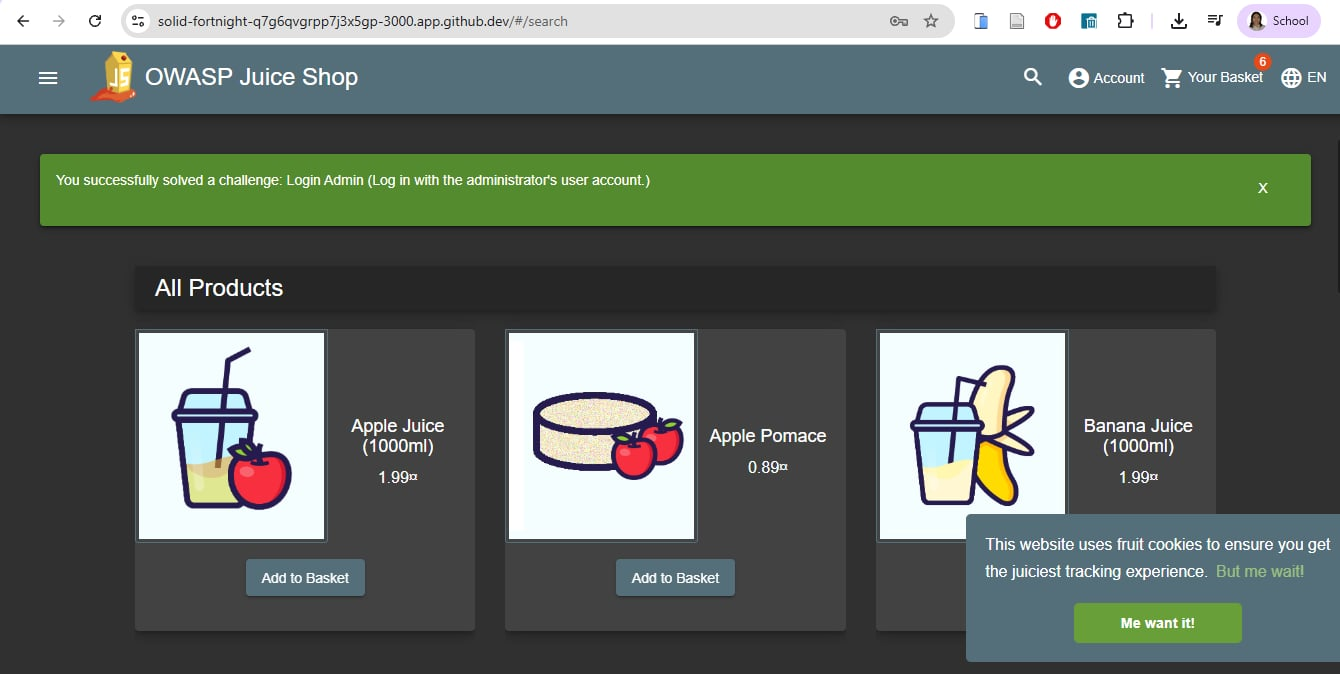 solid-fortnight-q7g6qvgrpp7j3x5gp-3000.app.github.dev/#/search
School
JS
OWASP Juice Shop
Account
Your Basket
6
EN
You successfully solved a challenge: Login Admin (Log in with the administrator's user account.)
X
All Products
Apple Juice
(1000ml)
1.99¤
Add to Basket
Apple Pomace
0.89¤
Add to Basket
Banana Juice
(1000ml)
1.99¤
This website uses fruit cookies to ensure you get
the juiciest tracking experience. But me wait!
Me want it!